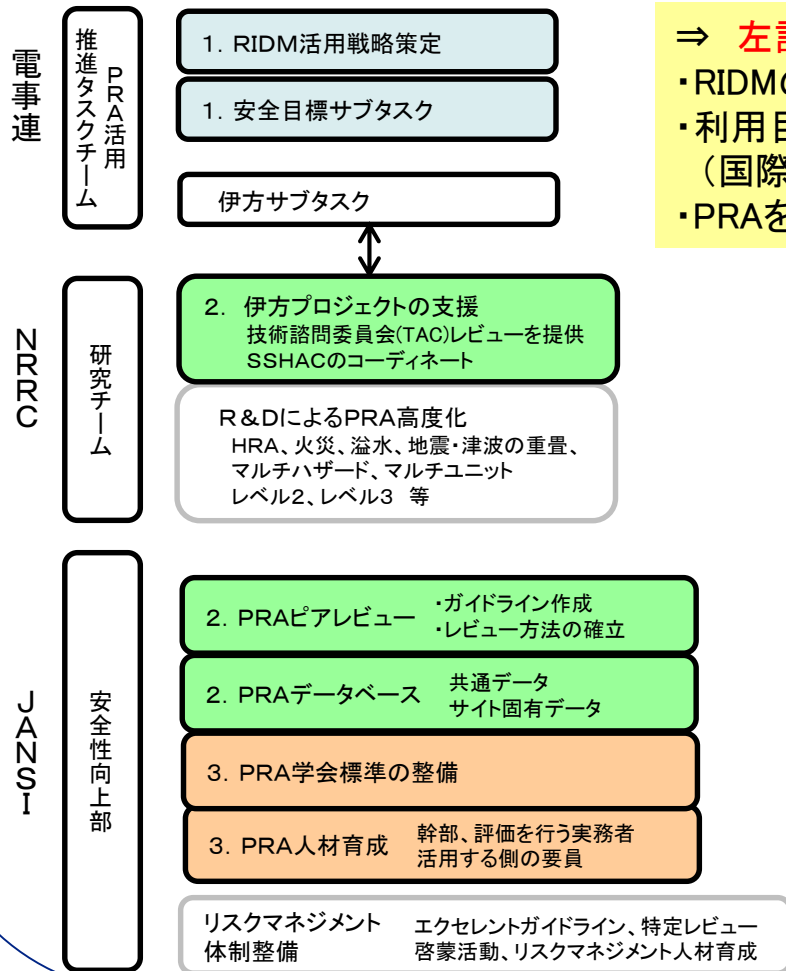 電事連
PRA活用
推進タスクチーム
1．RIDM活用戦略策定
1．安全目標サブタスク
伊方サブタスク
⇒ 左
・RIDM
・利用
（国際
・PRAを
NRRC
研究チーム
2．伊方プロジェクトの支援
技術諮問委員会(TAC)レビューを提供
SSHACのコーディネート
R＆DによるPRA高度化
HRA、火災、溢水、地震・津波の重畳、
マルチハザード、マルチユニット
レベル2、レベル3 等
JANSI
安全性向上部
2．PRAピアレビュー
・ガイドライン作成
・レビュー方法の確立
2．PRAデータベース
共通データ
サイト固有データ
3．PRA学会標準の整備
3．PRA人材育成
幹部、評価を行う実務者
活用する側の要員
リスクマネジメント
体制整備
エクセレントガイドライン、特定レビュー
啓蒙活動、リスクマネジメント人材育成